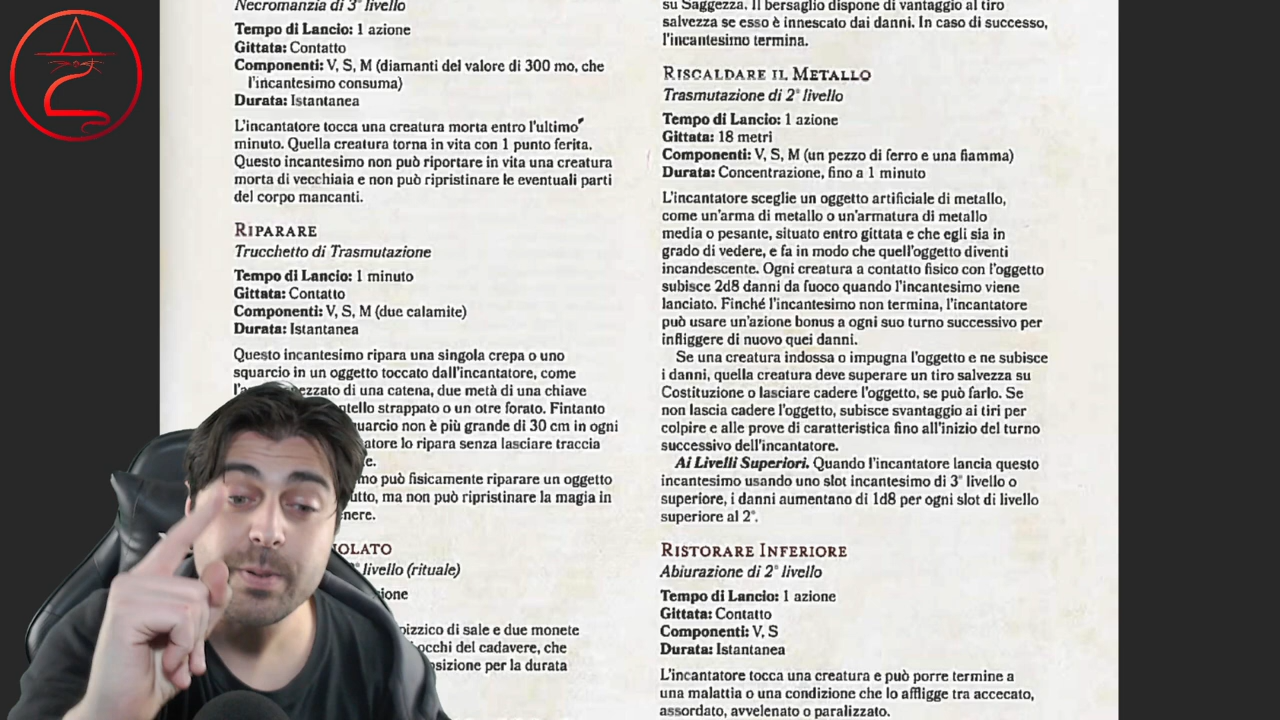 Necromanzia di 3° livello
Tempo di Lancio: 1 azione
Gittata: Contatto
Componenti: V, S, M (diamanti del valore di 300 mo, che
l'incantesimo consuma)
Durata: Istantanea
L'incantatore tocca una creatura morta entro l'ultimo
minuto. Quella creatura torna in vita con 1 punto ferita.
Questo incantesimo non può riportare in vita una creatura
morta di vecchiaia e non può ripristinare le eventuali parti
del corpo mancanti.
RIPARARE
Trucchetto di Trasmutazione
Tempo di Lancio: 1 minuto
Gittata: Contatto
Componenti: V, S, M (due calamite)
Durata: Istantanea
Questo incantesimo ripara una singola crepa o uno
squarcio in un oggetto toccato dall'incantatore, come
ezzato di una catena, due metà di una chiave
ntello strappato o un otre forato. Fintanto
uarcio non è più grande di 30 cm in ogni
atore lo ripara senza lasciare traccia
e.
mo può fisicamente riparare un oggetto
utto, ma non può ripristinare la magia in
enere.
OLATO
livello (rituale)
ione
pizzico di sale e due monete
occhi del cadavere, che
osizione per la durata
su Saggezza. Il bersaglio dispone di vantaggio al tiro
salvezza se esso è innescato dai danni. In caso di successo,
l'incantesimo termina.
RISCALDARE IL METALLO
Trasmutazione di 2° livello
Tempo di Lancio: 1 azione
Gittata: 18 metri
Componenti: V, S, M (un pezzo di ferro e una fiamma)
Durata: Concentrazione, fino a 1 minuto
L'incantatore sceglie un oggetto artificiale di metallo,
come un'arma di metallo o un'armatura di metallo
media o pesante, situato entro gittata e che egli sia in
grado di vedere, e fa in modo che quell'oggetto diventi
incandescente. Ogni creatura a contatto fisico con l'oggetto
subisce 2d8 danni da fuoco quando l'incantesimo viene
lanciato. Finché l'incantesimo non termina, l'incantatore
può usare un'azione bonus a ogni suo turno successivo per
infliggere di nuovo quei danni.
Se una creatura indossa o impugna l'oggetto e ne subisce
i danni, quella creatura deve superare un tiro salvezza su
Costituzione o lasciare cadere l'oggetto, se può farlo. Se
non lascia cadere l'oggetto, subisce svantaggio ai tiri per
colpire e alle prove di caratteristica fino all'inizio del turno
successivo dell'incantatore.
Ai Livelli Superiori. Quando l'incantatore lancia questo
incantesimo usando uno slot incantesimo di 3° livello o
superiore, i danni aumentano di 1d8 per ogni slot di livello
superiore al 2°.
RISTORARE INFERIORE
Abiurazione di 2° livello
Tempo di Lancio: 1 azione
Gittata: Contatto
Componenti: V, S
Durata: Istantanea
L'incantatore tocca una creatura e può porre termine a
una malattia o una condizione che lo affligge tra accecato,
assordato, avvelenato o paralizzato.